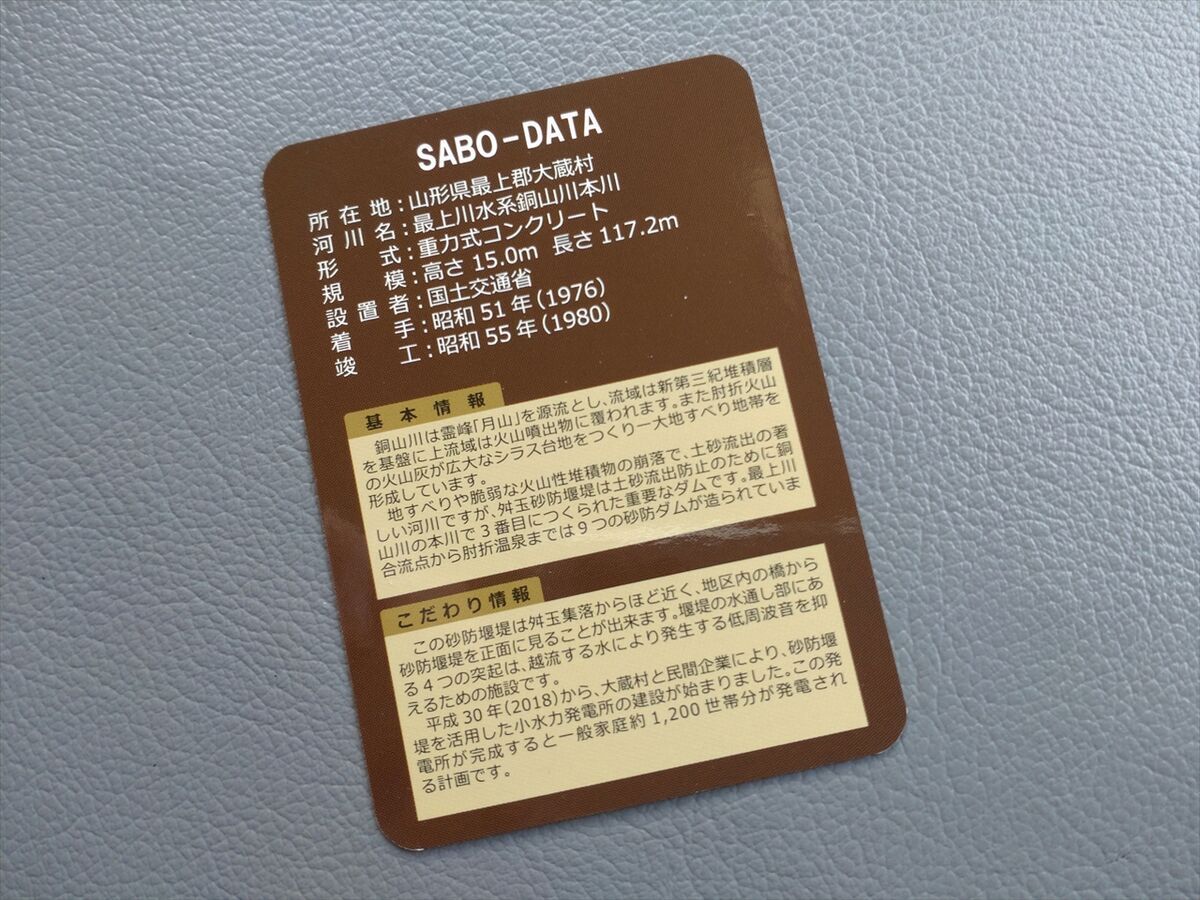 SABO-DATA
所在地:山形県最上郡大蔵村
河川名:最上川水系銅山川本川
形式:重力式コンクリート
規模:高さ 15.0m 長さ 117.2m
設置者:国土交通省
着手:昭和 51 年(1976)
竣工:昭和 55 年(1980)
基本情報
銅山川は霊峰「月山」を源流とし、流域は新第三紀堆積層
を基盤に上流域は火山噴出物に覆われます。また肘折火山
の火山灰が広大なシラス台地をつくり一大地すべり地帯を
形成しています。
地すべりや脆弱な火山性堆積物の崩落で、土砂流出の著
しい河川ですが、舛玉砂防堰堤は土砂流出防止のために銅
山川の本川で3番目につくられた重要なダムです。最上川
合流点から肘折温泉までは9つの砂防ダムが造られていま
こだわり情報
この砂防堰堤は舛玉集落からほど近く、地区内の橋から
砂防堰堤を正面に見ることが出来ます。堰堤の水通し部にあ
る4つの突起は、越流する水により発生する低周波音を抑
えるための施設です。
平成 30 年(2018)から、大蔵村と民間企業により、砂防堰
堤を活用した小水力発電所の建設が始まりました。この発
電所が完成すると一般家庭約 1,200 世帯分が発電され
る計画です。